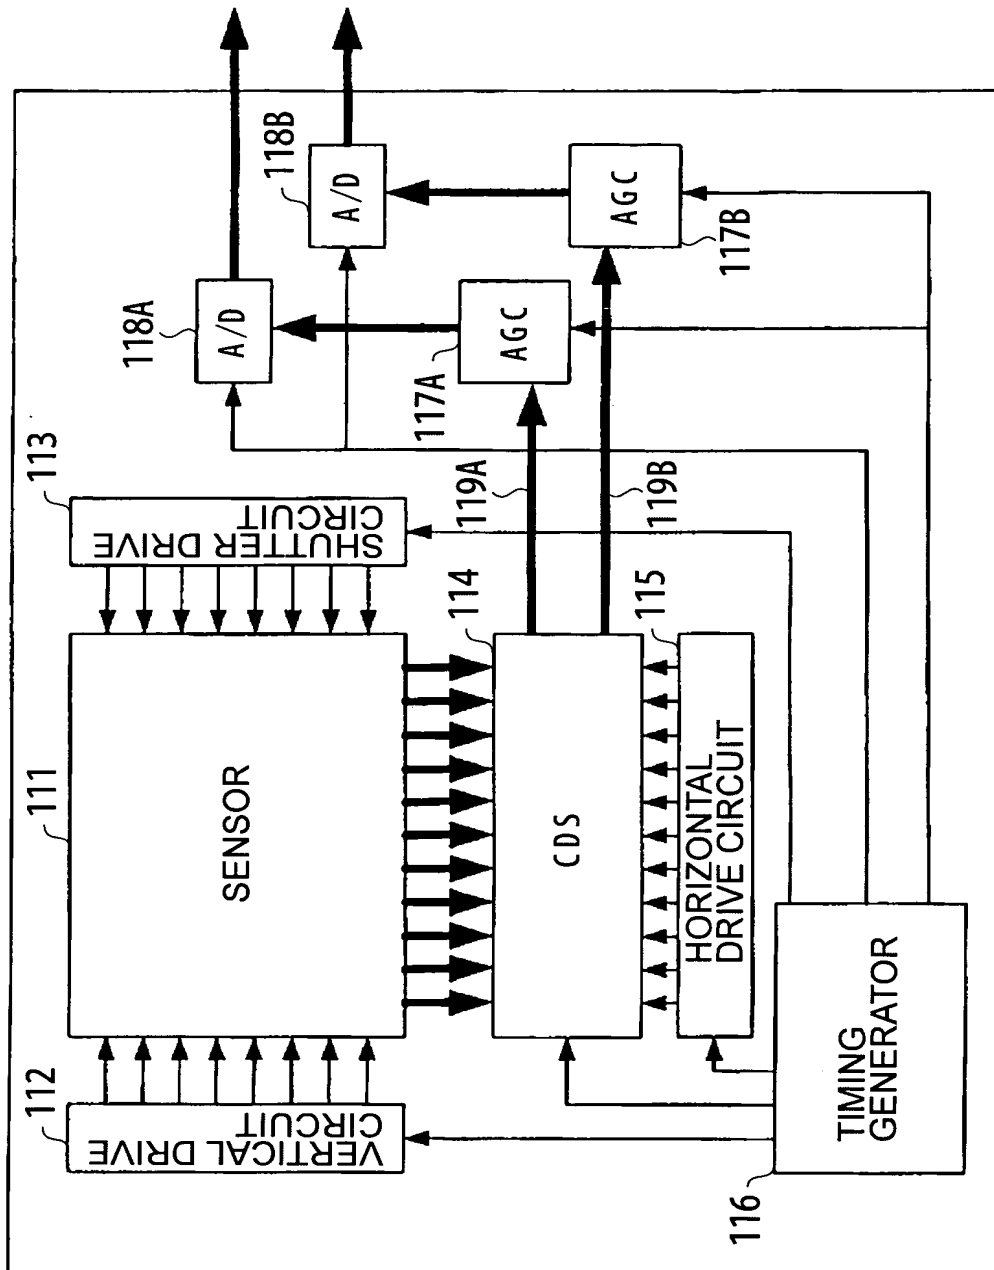 111
SENSOR
112
VERTICAL DRIVE
CIRCUIT
113
SHUTTER DRIVE
CIRCUIT
114
CDS
115
HORIZONTAL
DRIVE CIRCUIT
116
TIMING
GENERATOR
119A
119B
117A
AGC
117B
AGC
118A
A/D
118B
A/D